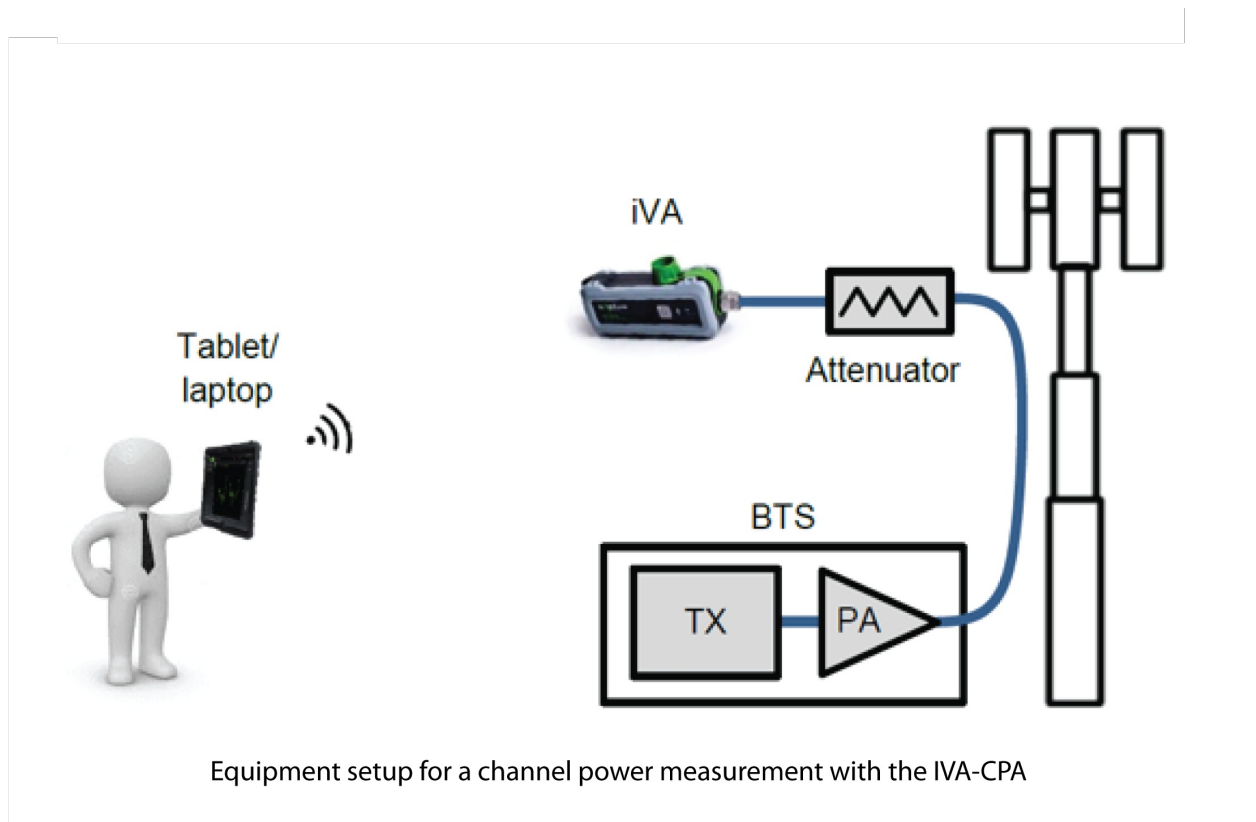 iVA
Tablet/
laptop
Attenuator
BTS
TX
PA
Equipment setup for a channel power measurement with the IVA-CPA